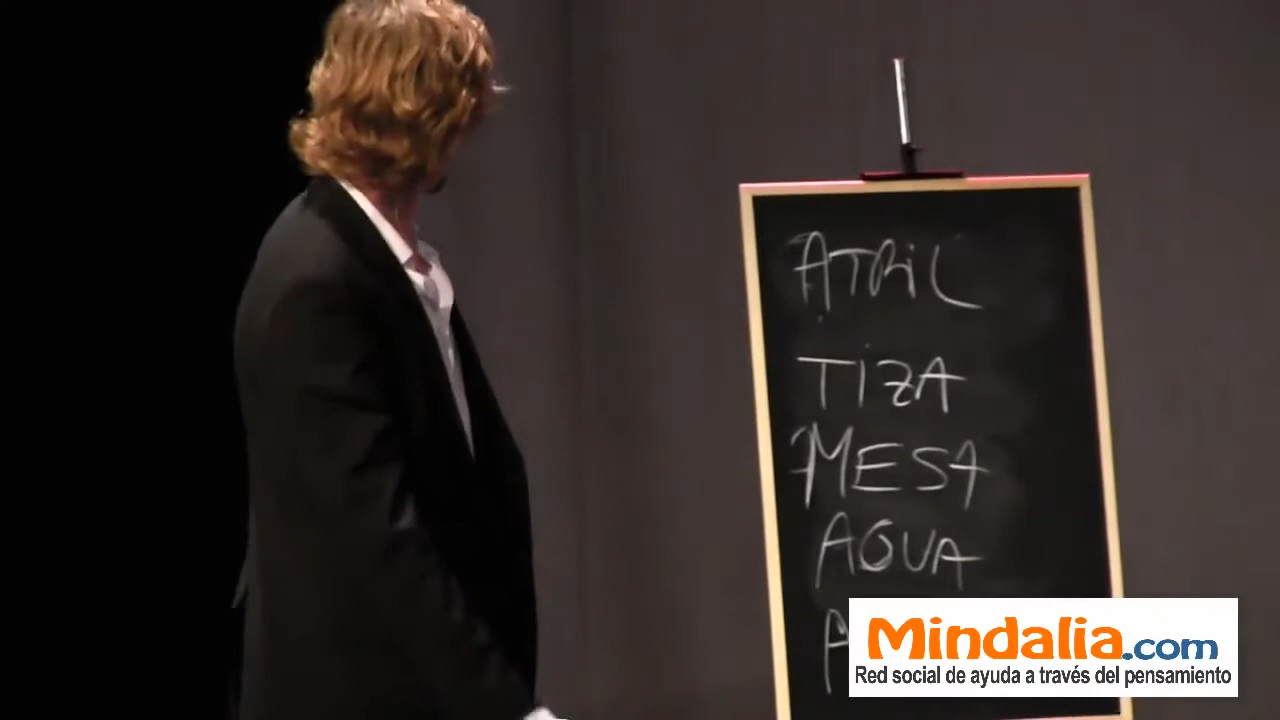 ATRIL
TIZA
MESA
AGUA
Mindalia.com
Red social de ayuda a través del pensamiento